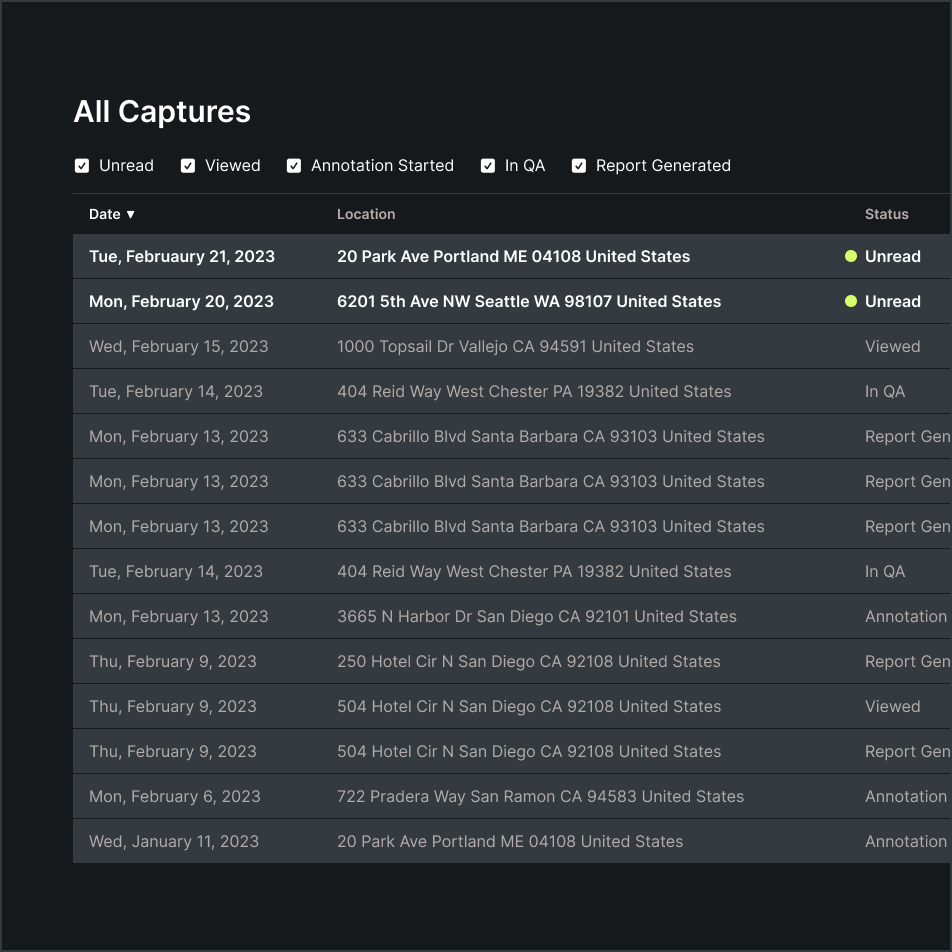 All Captures
Unread Viewed Annotation Started In QA Report Generated
Date ▼ Location Status
Tue, Februaury 21, 2023 20 Park Ave Portland ME 04108 United States Unread
Mon, February 20, 2023 6201 5th Ave NW Seattle WA 98107 United States Unread
Wed, February 15, 2023 1000 Topsail Dr Vallejo CA 94591 United States Viewed
Tue, February 14, 2023 404 Reid Way West Chester PA 19382 United States In QA
Mon, February 13, 2023 633 Cabrillo Blvd Santa Barbara CA 93103 United States Report Gen
Mon, February 13, 2023 633 Cabrillo Blvd Santa Barbara CA 93103 United States Report Gen
Mon, February 13, 2023 633 Cabrillo Blvd Santa Barbara CA 93103 United States Report Gen
Tue, February 14, 2023 404 Reid Way West Chester PA 19382 United States In QA
Mon, February 13, 2023 3665 N Harbor Dr San Diego CA 92101 United States Annotation
Thu, February 9, 2023 250 Hotel Cir N San Diego CA 92108 United States Report Gen
Thu, February 9, 2023 504 Hotel Cir N San Diego CA 92108 United States Viewed
Thu, February 9, 2023 504 Hotel Cir N San Diego CA 92108 United States Report Gen
Mon, February 6, 2023 722 Pradera Way San Ramon CA 94583 United States Annotation
Wed, January 11, 2023 20 Park Ave Portland ME 04108 United States Annotation